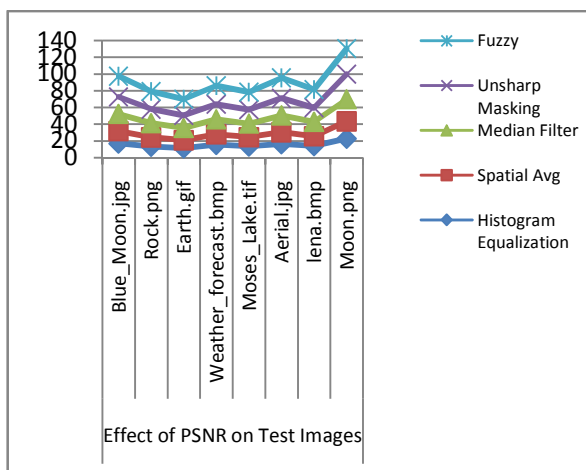 140
120
100
80
60
40
20
0
Blue_Moon.jpg
Rock.png
Earth.gif
Weather_forecast.bmp
Moses_Lake.tif
Aerial.jpg
lena.bmp
Moon.png
Effect of PSNR on Test Images
Fuzzy
Unsharp
Masking
Median Filter
Spatial Avg
Histogram
Equalization